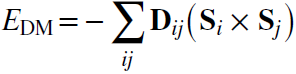 E_DM = − ∑_ij D_ij(S_i × S_j)